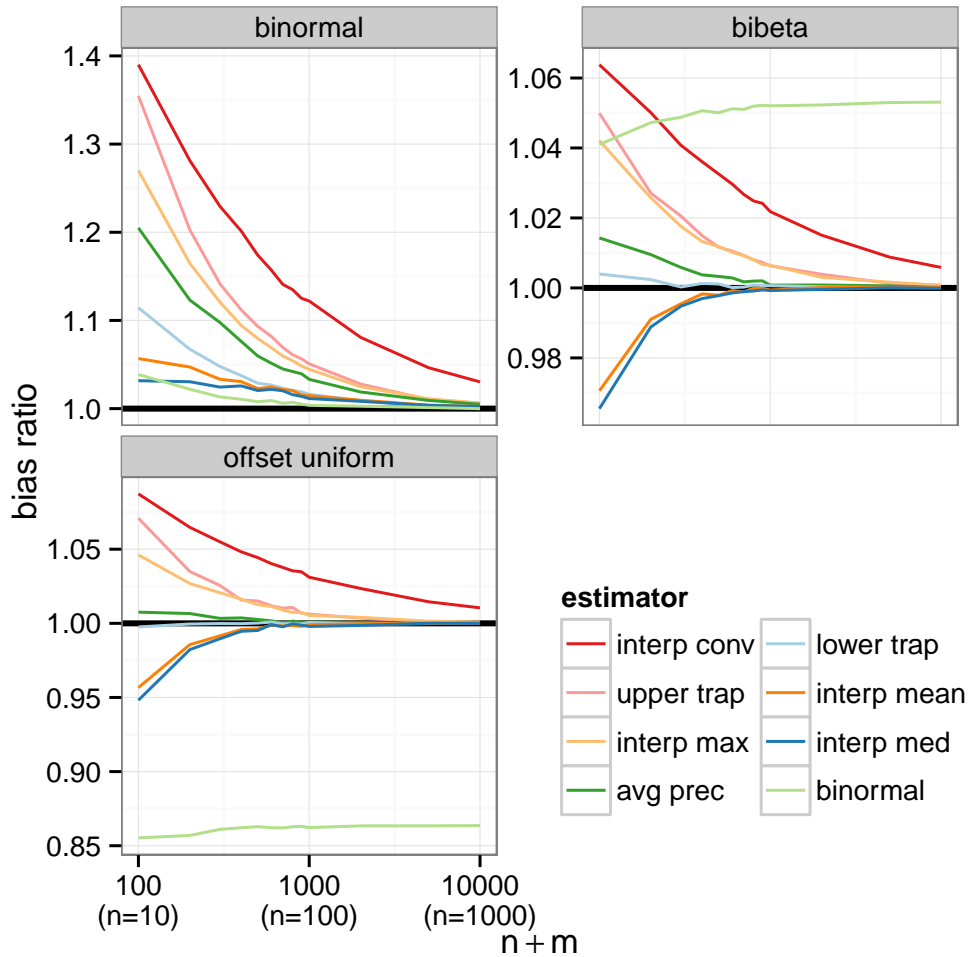 binormal
bibeta
1.4
1.3
1.2
1.1
1.0
1.06
1.04
1.02
1.00
0.98
bias ratio
offset uniform
1.05
1.00
0.95
0.90
0.85
100
(n=10)
1000
(n=100)
10000
(n=1000)
n + m
estimator
interp conv
upper trap
interp max
avg prec
lower trap
interp mean
interp med
binormal